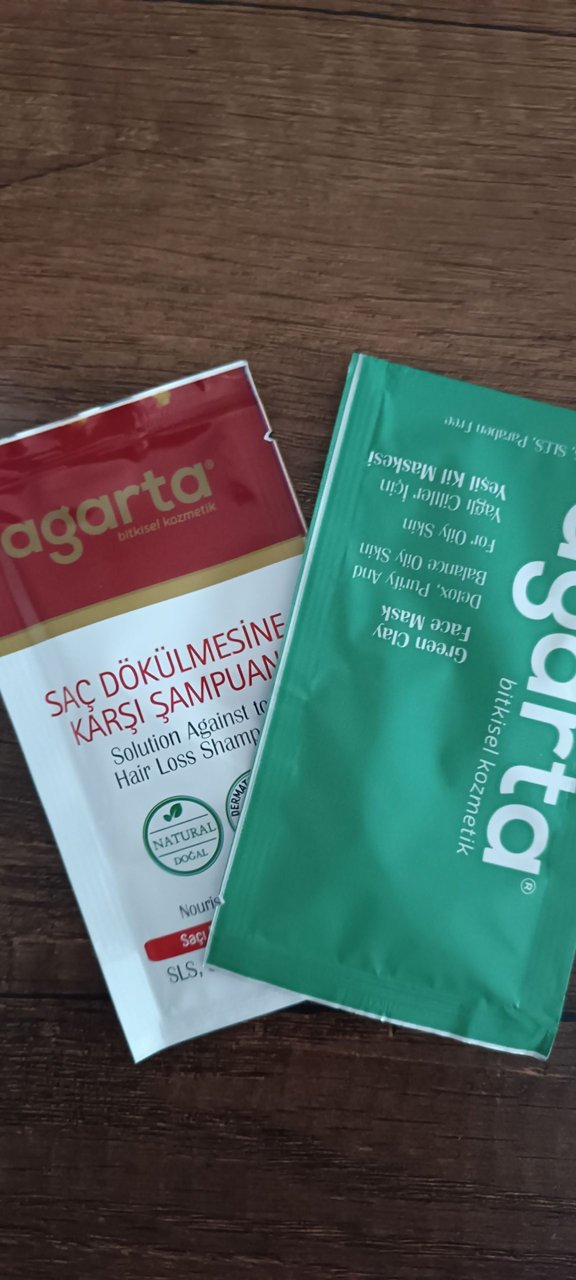 agarta®
bitkisel kozmetik
SAÇ DÖKÜLMESİNE
KARŞI ŞAMPUAN
Solution Against to
Hair Loss
NATURAL
DOĞAL
SLS,
agarta®
bitkisel kozmetik
Green Clay
Face Mask
Detox, Purify And
Balance Oily Skin
For Oily Skin
Yağlı Ciltler İçin
Yeşil Kil Maskesi
SLS, Paraben Free